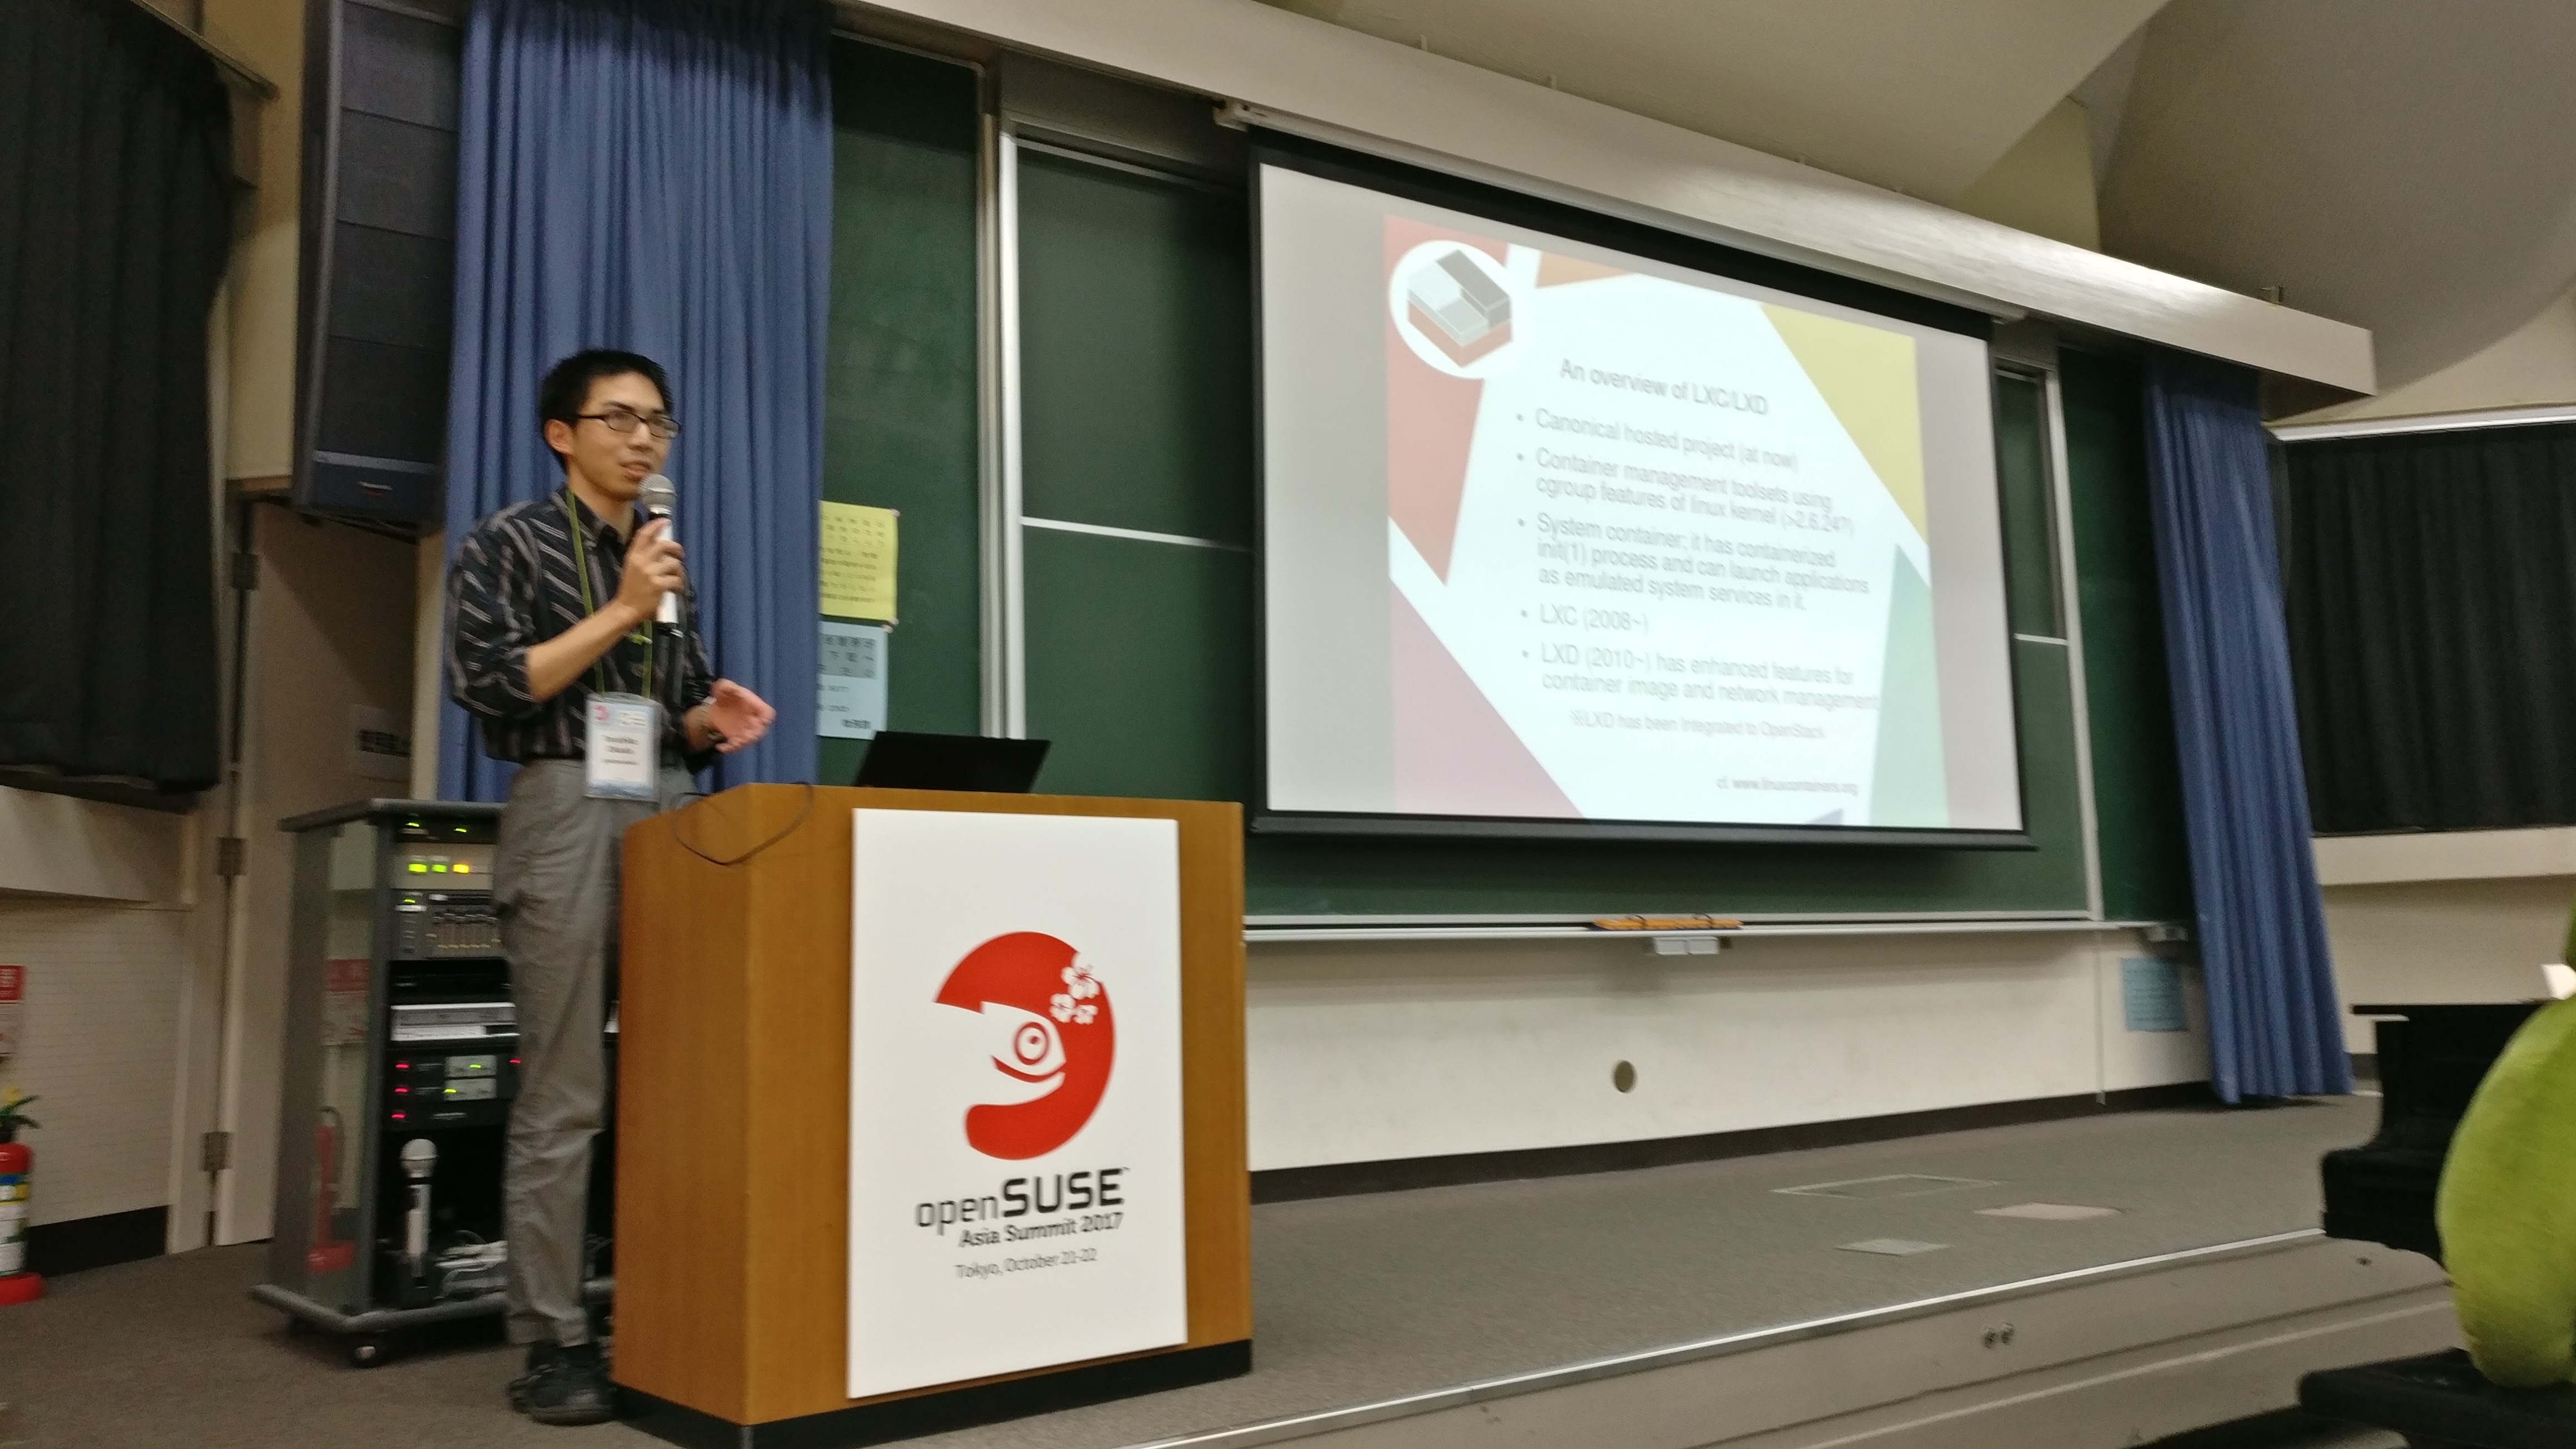 An overview of LXC/LXD
• Canonical hosted project (at now)
• Container management toolsets using
cgroup features of linux kernel (>2.6.24?)
• System container; it has containerized
init(1) process and can launch applications
as emulated system services in it.
• LXC (2008~)
• LXD (2010~) has enhanced features for
container image and network management
※LXD has been integrated to OpenStack
cf. www.linuxcontainers.org
openSUSE
Asia Summit 2017
Tokyo, October 21-22